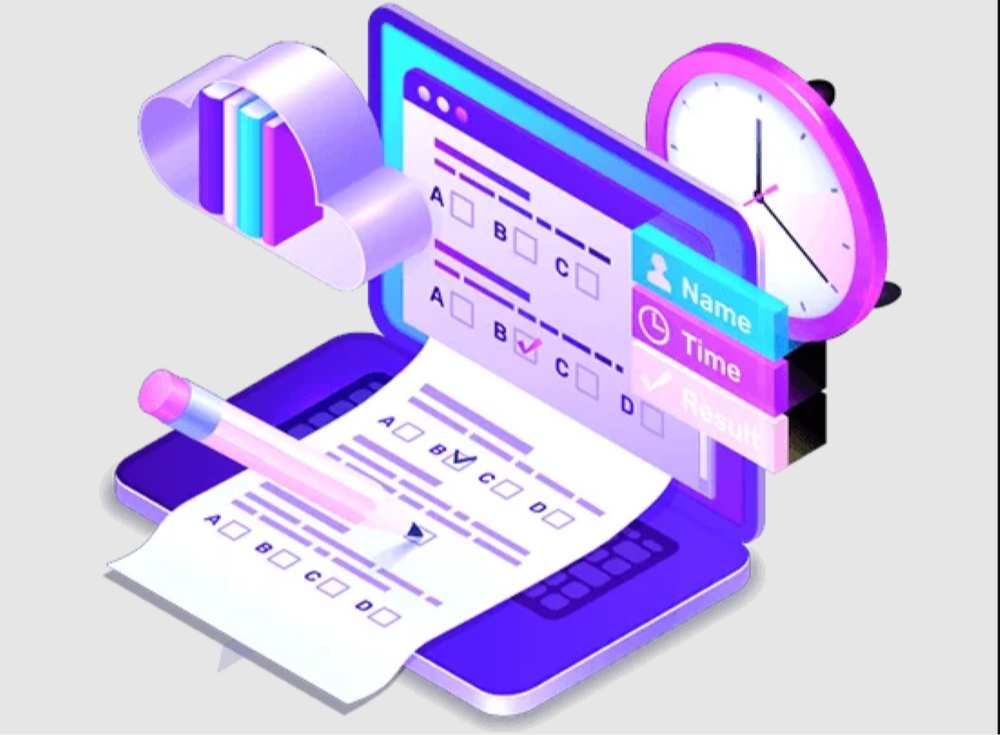 A B C
A B C D
Name
Time
Result
A B C D
A B C D